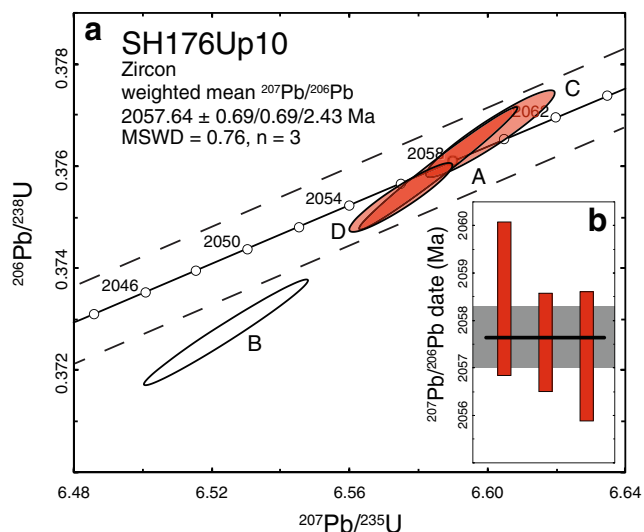 a
SH176Up10
Zircon
weighted mean ²⁰⁷Pb/²⁰⁶Pb
2057.64 ± 0.69/0.69/2.43 Ma
MSWD = 0.76, n = 3
0.378
0.376
0.374
0.372
²⁰⁶Pb/²³⁸U
C
2062
2058
A
2054
D
2050
2046
B
b
2060
2059
2058
2057
2056
²⁰⁷Pb/²⁰⁶Pb date (Ma)
6.48
6.52
6.56
6.60
6.64
²⁰⁷Pb/²³⁵U